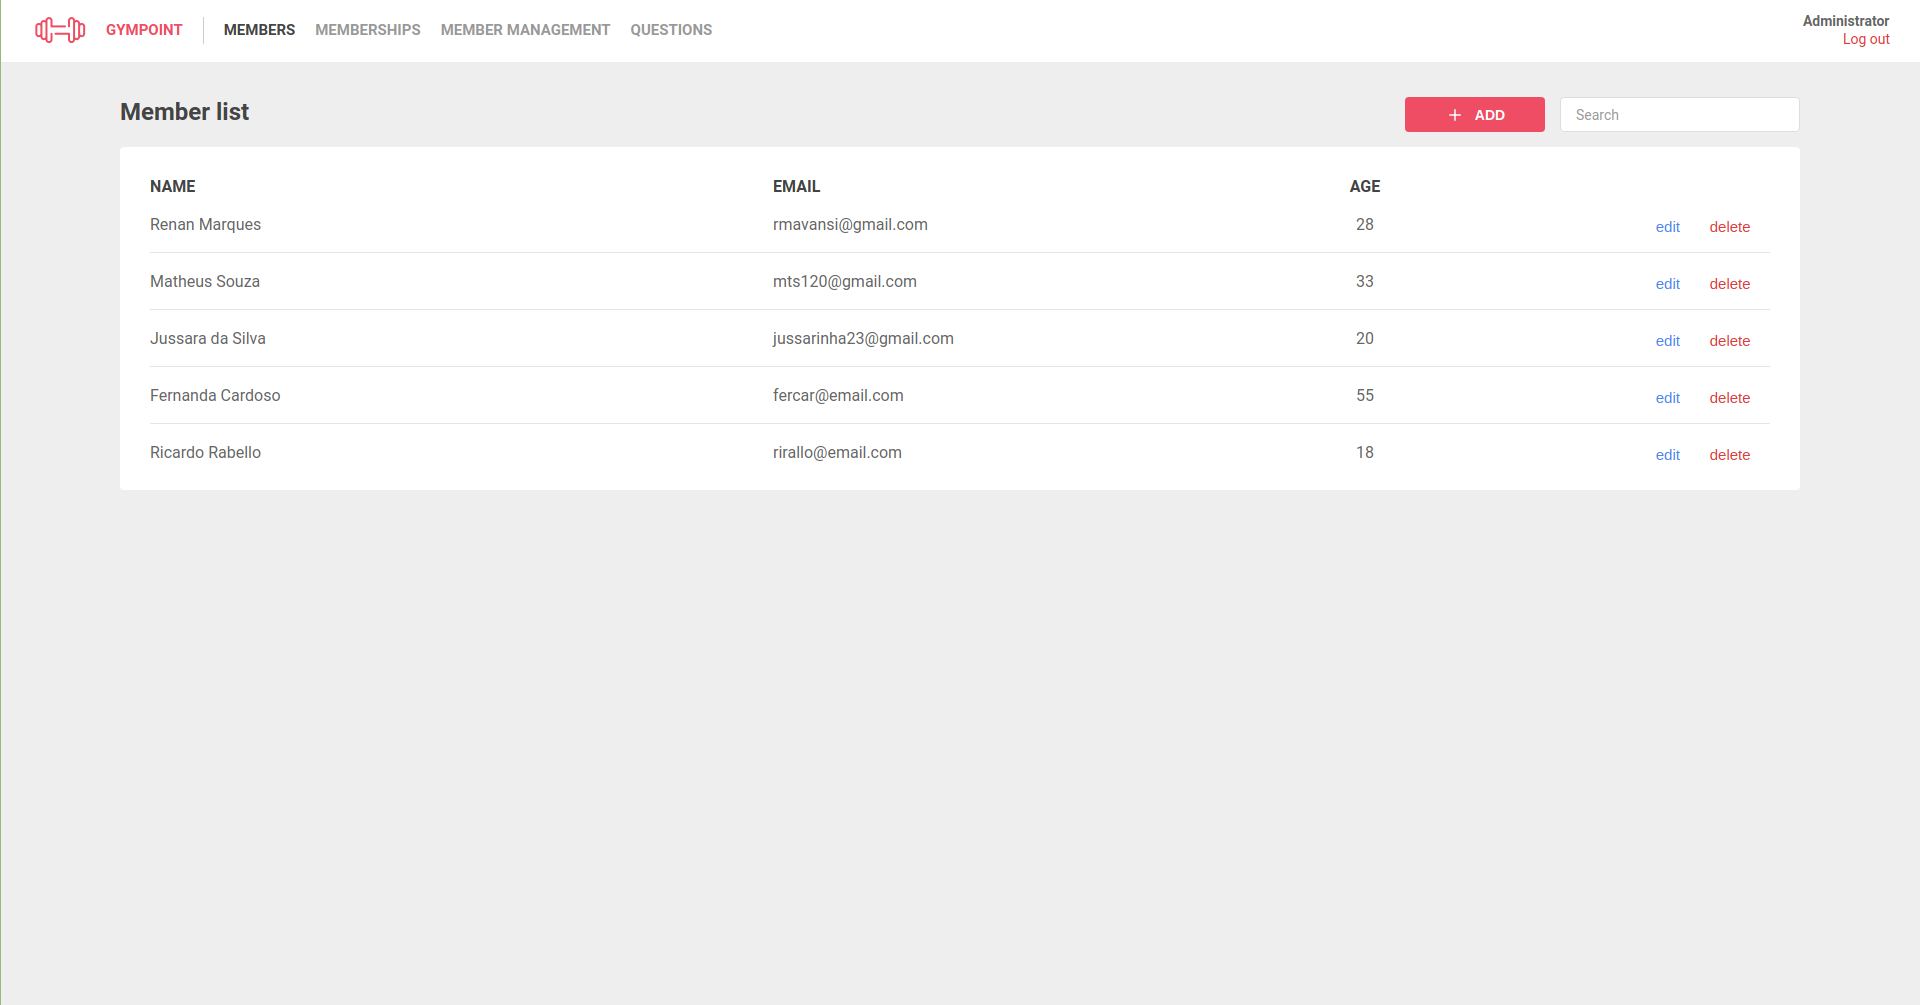 GYMPOINT MEMBERS MEMBERSHIPS MEMBER MANAGEMENT QUESTIONS
Administrator
Log out
Member list
ADD
Search
NAME EMAIL AGE
Renan Marques rmavansi@gmail.com 28 edit delete
Matheus Souza mts120@gmail.com 33 edit delete
Jussara da Silva jussarinha23@gmail.com 20 edit delete
Fernanda Cardoso fercar@email.com 55 edit delete
Ricardo Rabello rirallo@email.com 18 edit delete